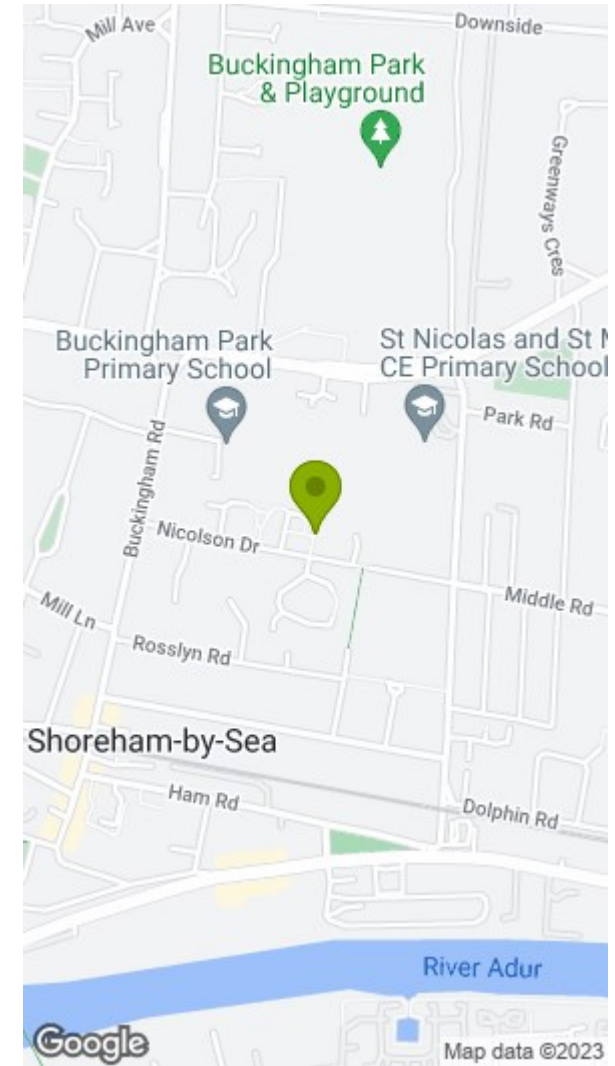 Mill Ave
Downside
Buckingham Park
& Playground
Greenways Cres
Buckingham Park
Primary School
St Nicolas and St M
CE Primary School
Park Rd
Buckingham Rd
Nicolson Dr
Middle Rd
Mill Ln
Rosslyn Rd
Shoreham-by-Sea
Ham Rd
Dolphin Rd
River Adur
Google
Map data ©2023